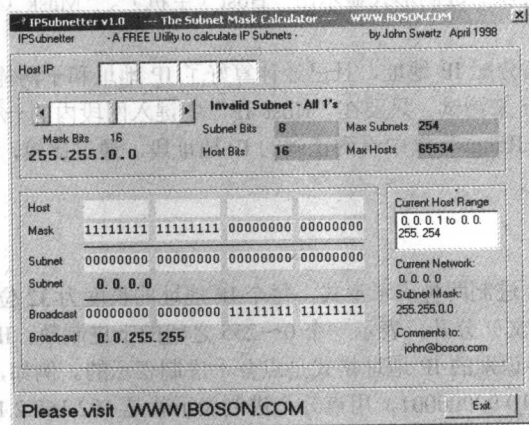 IPSubnetter v1.0 --- The Subnet Mask Calculator --- WWW.BOSON.COM
IPSubnetter - A FREE Utility to calculate IP Subnets - by John Swartz April 1998
Host IP
Invalid Subnet - All 1's
Mask Bits 16
255.255.0.0
Subnet Bits 8 Max Subnets 254
Host Bits 16 Max Hosts 65534
Host
Mask 11111111 11111111 00000000 00000000
Subnet 00000000 00000000 00000000 00000000
Subnet 0.0.0.0
Broadcast 00000000 00000000 11111111 11111111
Broadcast 0.0.255.255
Current Host Range
0.0.0.1 to 0.0.
255.254
Current Network:
0.0.0.0
Subnet Mask:
255.255.0.0
Comments to:
john@boson.com
Please visit WWW.BOSON.COM
Exit